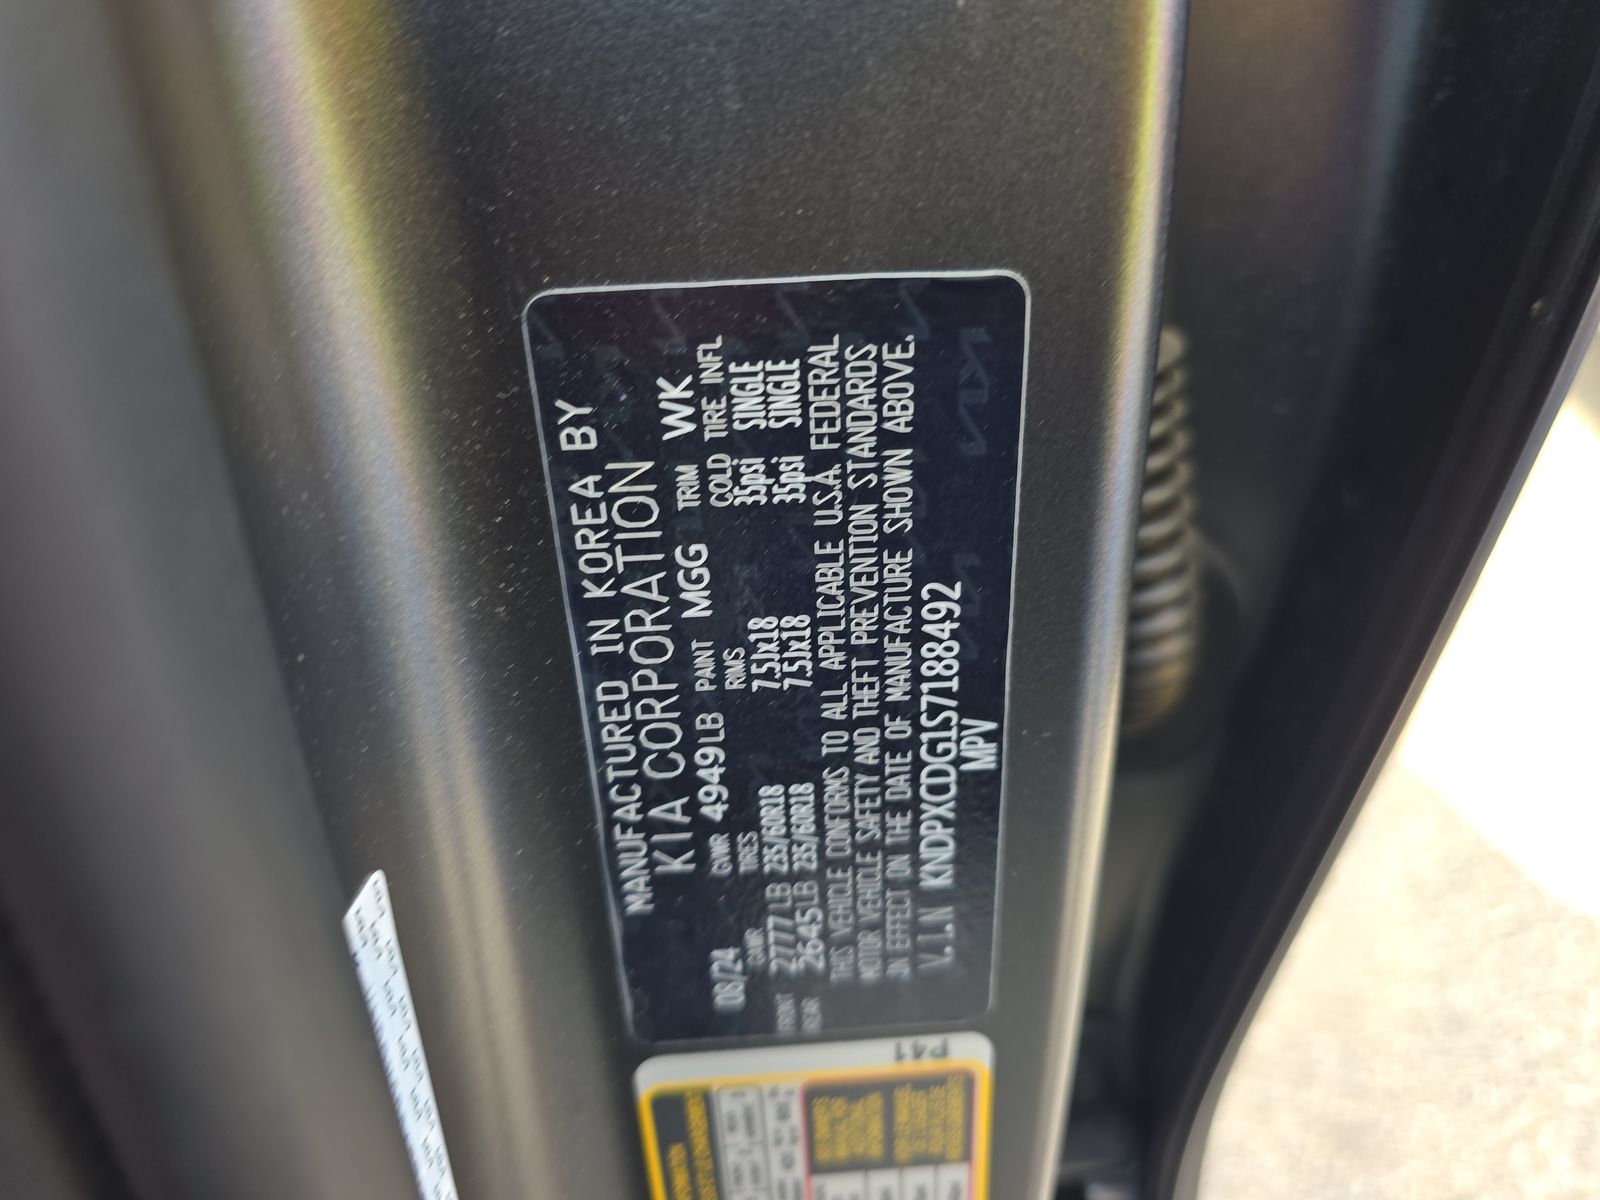 MANUFACTURED IN KOREA BY
KIA CORPORATION
08/24 GVWR 4949LB PAINT MGG TRIM WK
GAWR TIRES RIMS COLD TIRE INFL
FRONT 2777LB 235/60R18 7.5Jx18 35psi SINGLE
REAR 2645LB 235/60R18 7.5Jx18 35psi SINGLE
THIS VEHICLE CONFORMS TO ALL APPLICABLE U.S.A. FEDERAL
MOTOR VEHICLE SAFETY AND THEFT PREVENTION STANDARDS
IN EFFECT ON THE DATE OF MANUFACTURE SHOWN ABOVE.
V.I.N KNDPXCDG1S7188492
MPV
KIA
P41